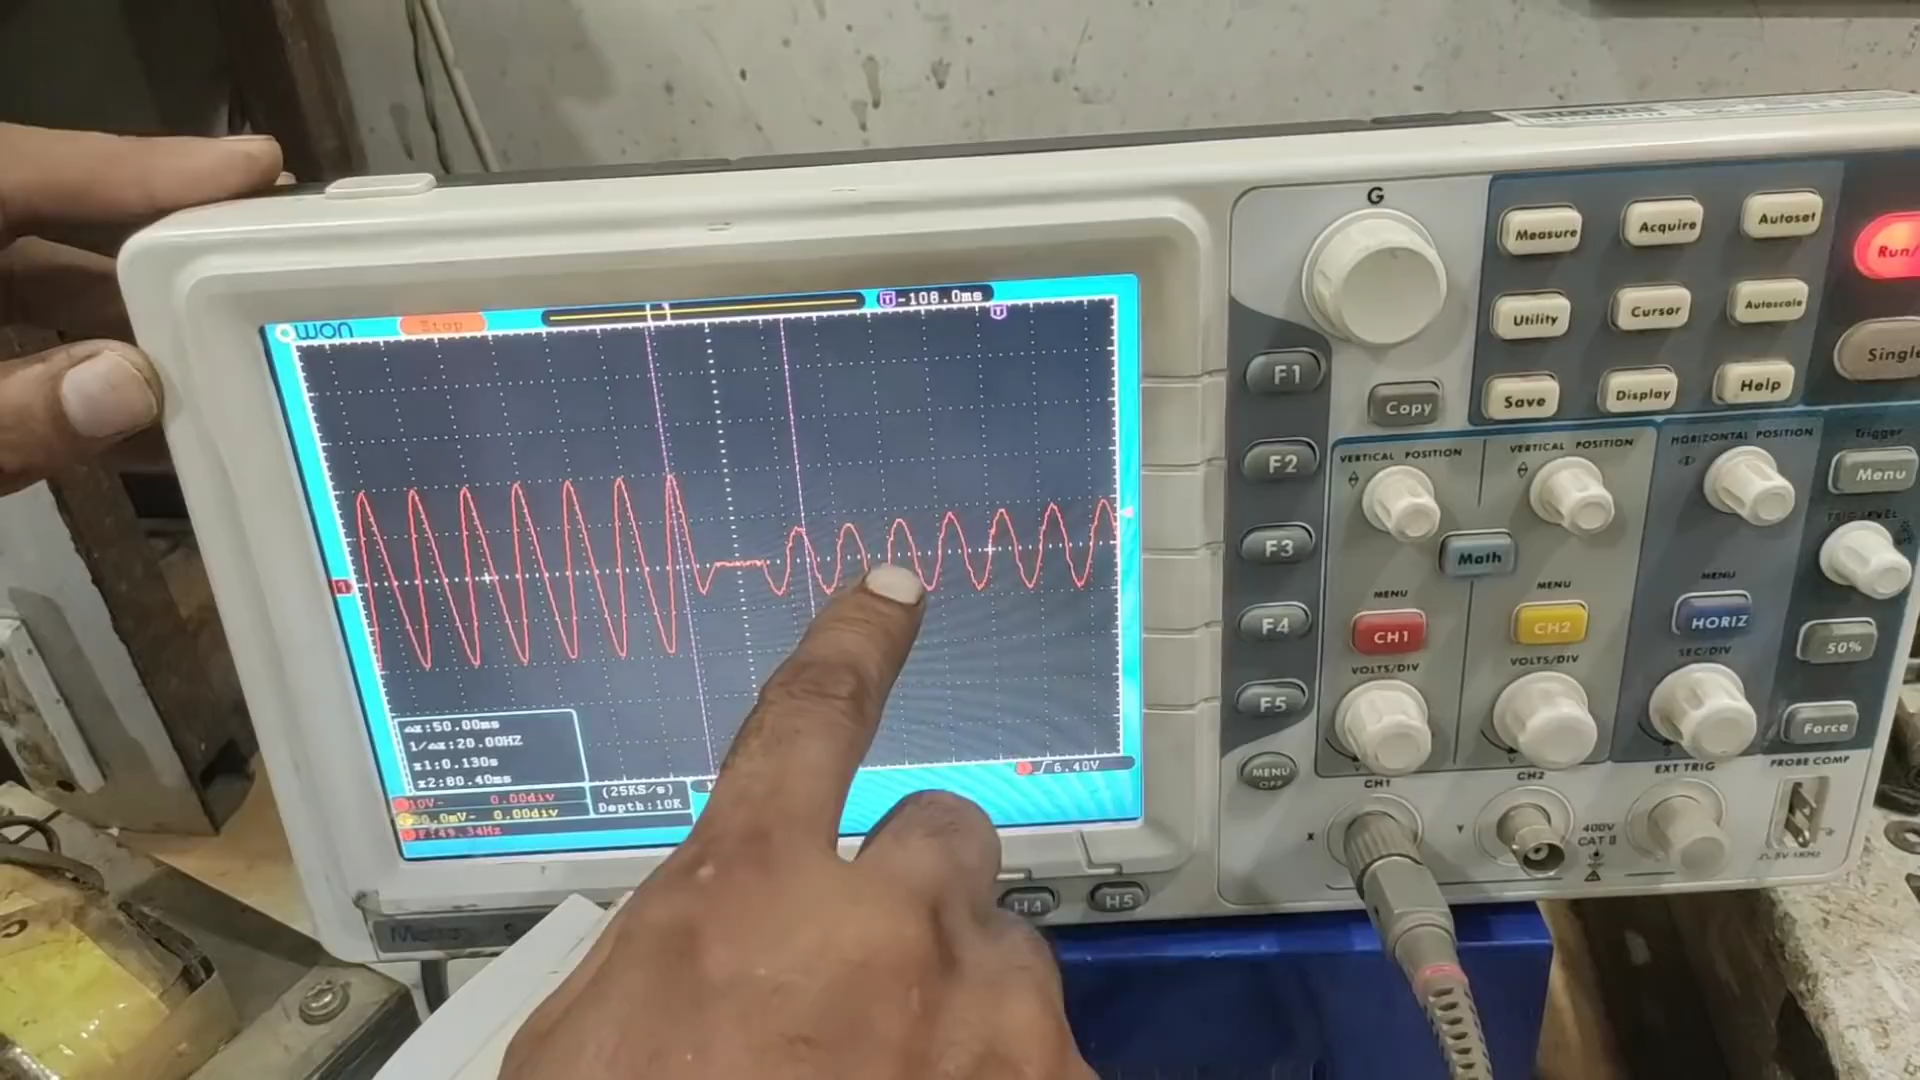 OWON Stop T -108.0ms
T
1
Δx:50.00ms
1/Δx:20.00HZ
x1:0.130s
x2:80.40ms
10V~ 0.00div
0.00div
F:49.34Hz
(25KS/s)
Depth:10K
6.40V
G
F1
F2
F3
F4
F5
MENU
OFF
Copy
Measure Acquire Autoset
Utility Cursor Autoscale
Save Display Help
Run/
Single
VERTICAL POSITION
VERTICAL POSITION
HORIZONTAL POSITION
Trigger
Menu
TRIG LEVEL
Math
MENU
MENU
MENU
CH1
CH2
HORIZ
50%
VOLTS/DIV
VOLTS/DIV
SEC/DIV
Force
CH1
CH2
EXT TRIG
PROBE COMP
X
Y
400V
CAT II
H4
H5